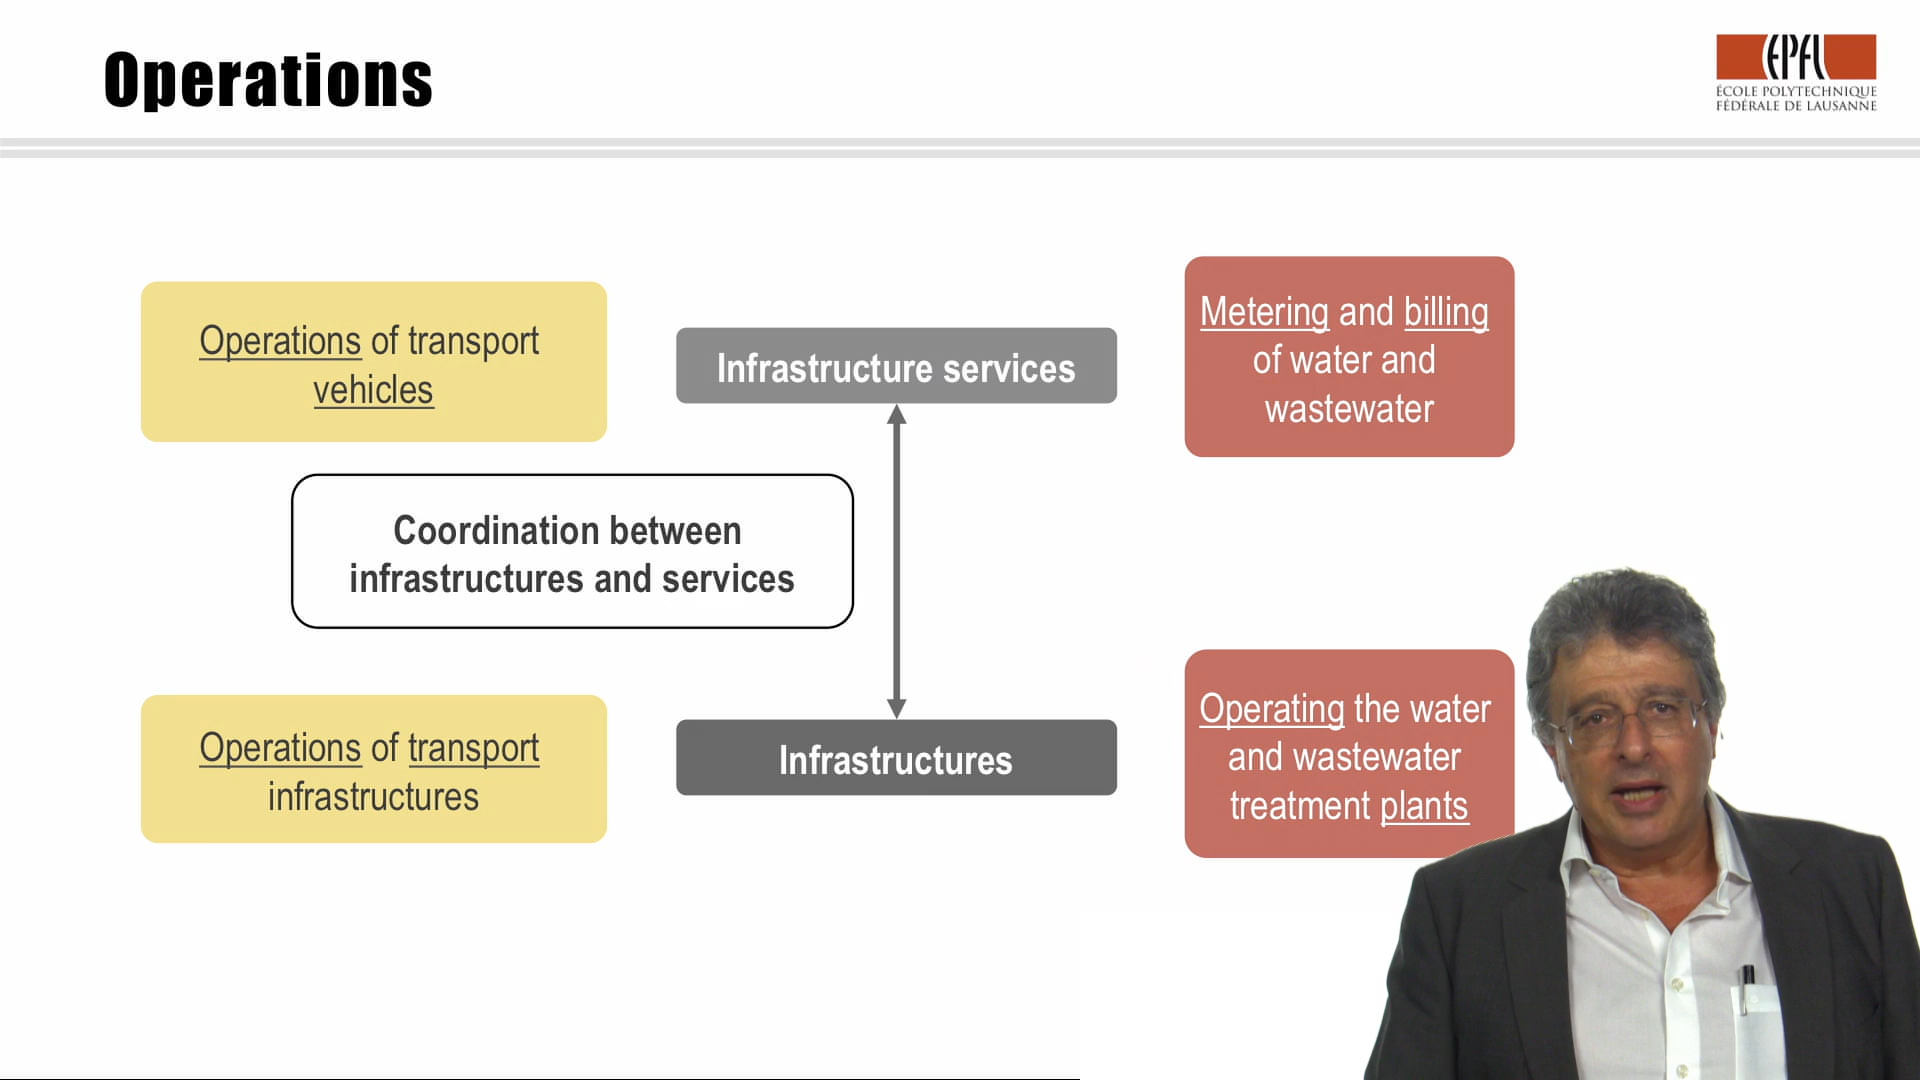 Operations
EPFL
ÉCOLE POLYTECHNIQUE
FÉDÉRALE DE LAUSANNE
Operations of transport
vehicles
Infrastructure services
Metering and billing
of water and
wastewater
Coordination between
infrastructures and services
Operations of transport
infrastructures
Infrastructures
Operating the water
and wastewater
treatment plants